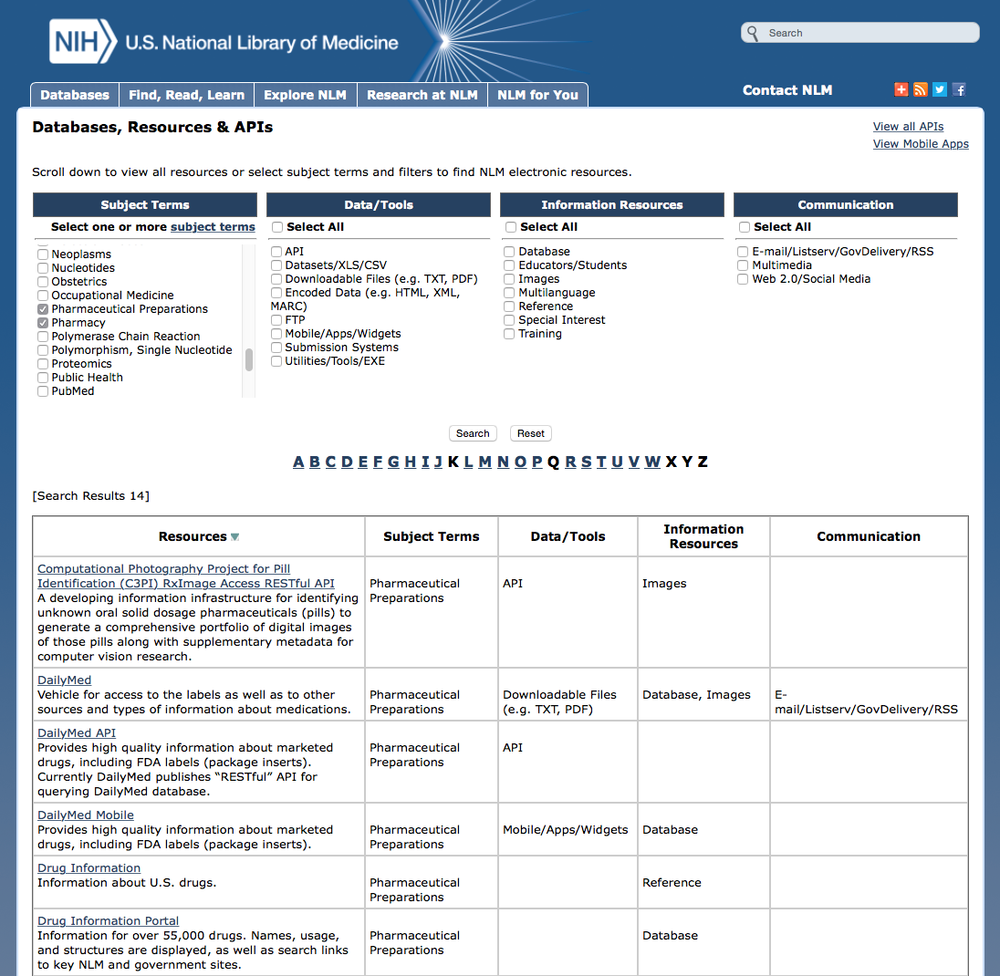 NIH U.S. National Library of Medicine
Search
Databases Find, Read, Learn Explore NLM Research at NLM NLM for You
Contact NLM
Databases, Resources & APIs
View all APIs
View Mobile Apps
Scroll down to view all resources or select subject terms and filters to find NLM electronic resources.
Subject Terms
Select one or more subject terms
Neoplasms
Nucleotides
Obstetrics
Occupational Medicine
Pharmaceutical Preparations
Pharmacy
Polymerase Chain Reaction
Polymorphism, Single Nucleotide
Proteomics
Public Health
PubMed
Data/Tools
Select All
API
Datasets/XLS/CSV
Downloadable Files (e.g. TXT, PDF)
Encoded Data (e.g. HTML, XML,
MARC)
FTP
Mobile/Apps/Widgets
Submission Systems
Utilities/Tools/EXE
Information Resources
Select All
Database
Educators/Students
Images
Multilanguage
Reference
Special Interest
Training
Communication
Select All
E-mail/Listserv/GovDelivery/RSS
Multimedia
Web 2.0/Social Media
Search Reset
A B C D E F G H I J K L M N O P Q R S T U V W X Y Z
[Search Results 14]
Resources
Subject Terms
Data/Tools
Information
Resources
Communication
Computational Photography Project for Pill
Identification (C3PI) RxImage Access RESTful API
A developing information infrastructure for identifying
unknown oral solid dosage pharmaceuticals (pills) to
generate a comprehensive portfolio of digital images
of those pills along with supplementary metadata for
computer vision research.
Pharmaceutical
Preparations
API
Images
DailyMed
Vehicle for access to the labels as well as to other
sources and types of information about medications.
Pharmaceutical
Preparations
Downloadable Files
(e.g. TXT, PDF)
Database, Images
E-
mail/Listserv/GovDelivery/RSS
DailyMed API
Provides high quality information about marketed
drugs, including FDA labels (package inserts).
Currently DailyMed publishes “RESTful” API for
querying DailyMed database.
Pharmaceutical
Preparations
API
DailyMed Mobile
Provides high quality information about marketed
drugs, including FDA labels (package inserts).
Pharmaceutical
Preparations
Mobile/Apps/Widgets
Database
Drug Information
Information about U.S. drugs.
Pharmaceutical
Preparations
Reference
Drug Information Portal
Information for over 55,000 drugs. Names, usage,
and structures are displayed, as well as search links
to key NLM and government sites.
Pharmaceutical
Preparations
Database